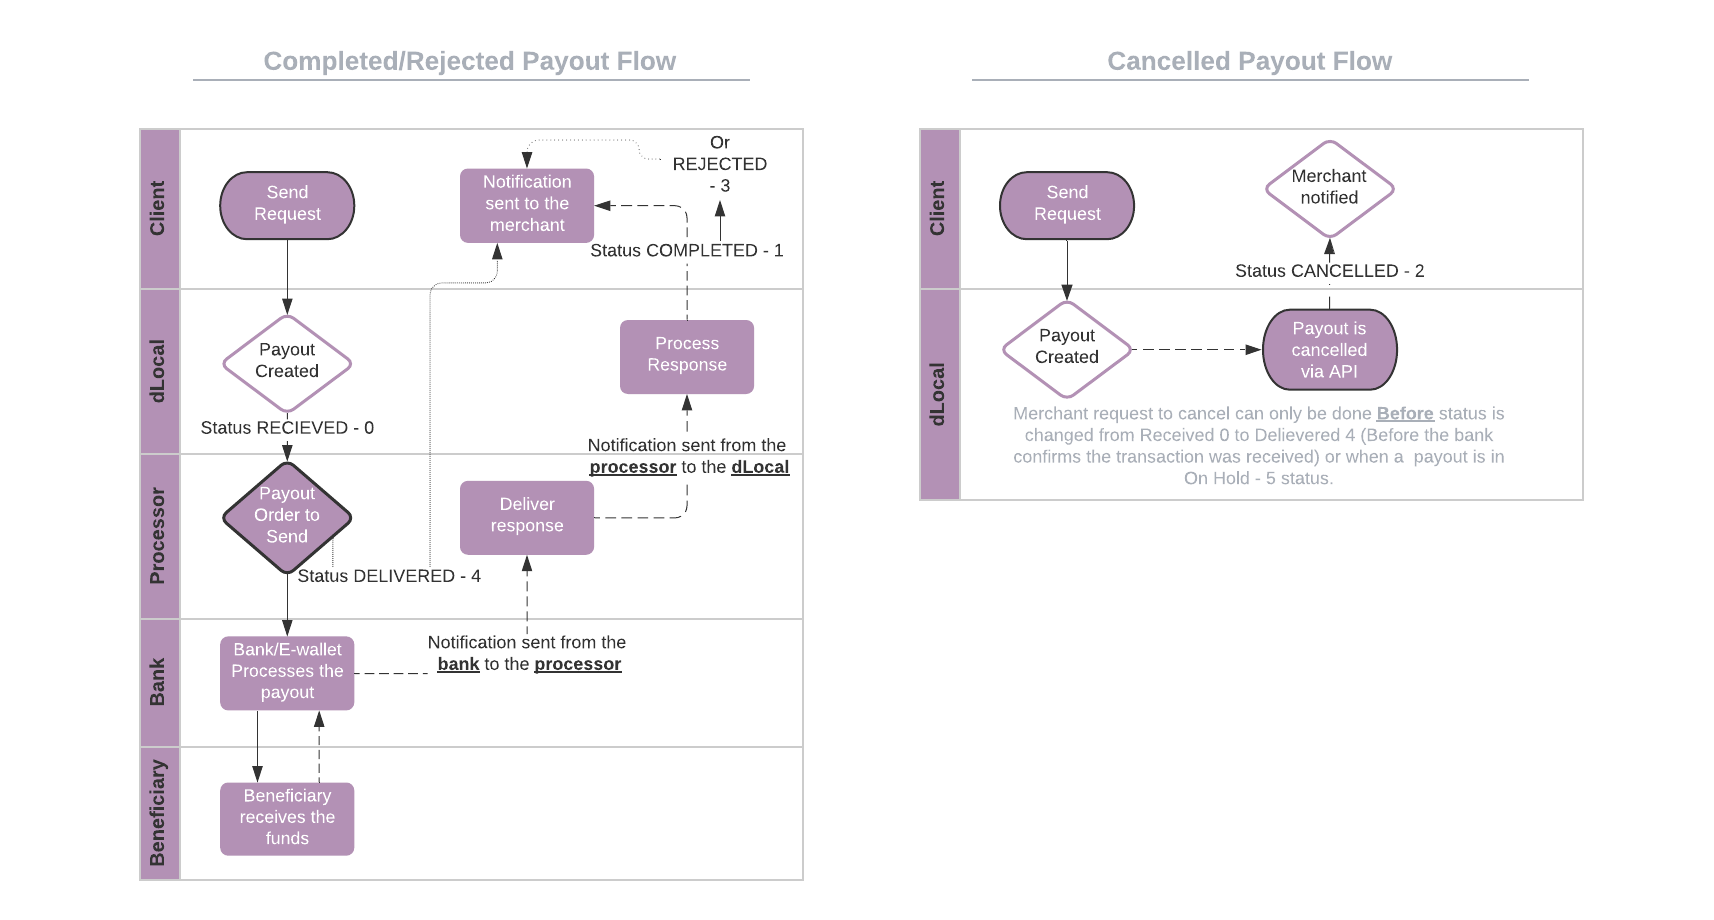 Completed/Rejected Payout Flow
Client
Send
Request
Notification
sent to the
merchant
Or
REJECTED
- 3
Status COMPLETED - 1
dLocal
Payout
Created
Process
Response
Status RECIEVED - 0
Notification sent from the
processor to the dLocal
Processor
Payout
Order to
Send
Deliver
response
Status DELIVERED - 4
Bank
Bank/E-wallet
Processes the
payout
Notification sent from the
bank to the processor
Beneficiary
Beneficiary
receives the
funds
Cancelled Payout Flow
Client
Send
Request
Merchant
notified
Status CANCELLED - 2
dLocal
Payout
Created
Payout is
cancelled
via API
Merchant request to cancel can only be done Before status is
changed from Received 0 to Delievered 4 (Before the bank
confirms the transaction was received) or when a  payout is in
On Hold - 5 status.